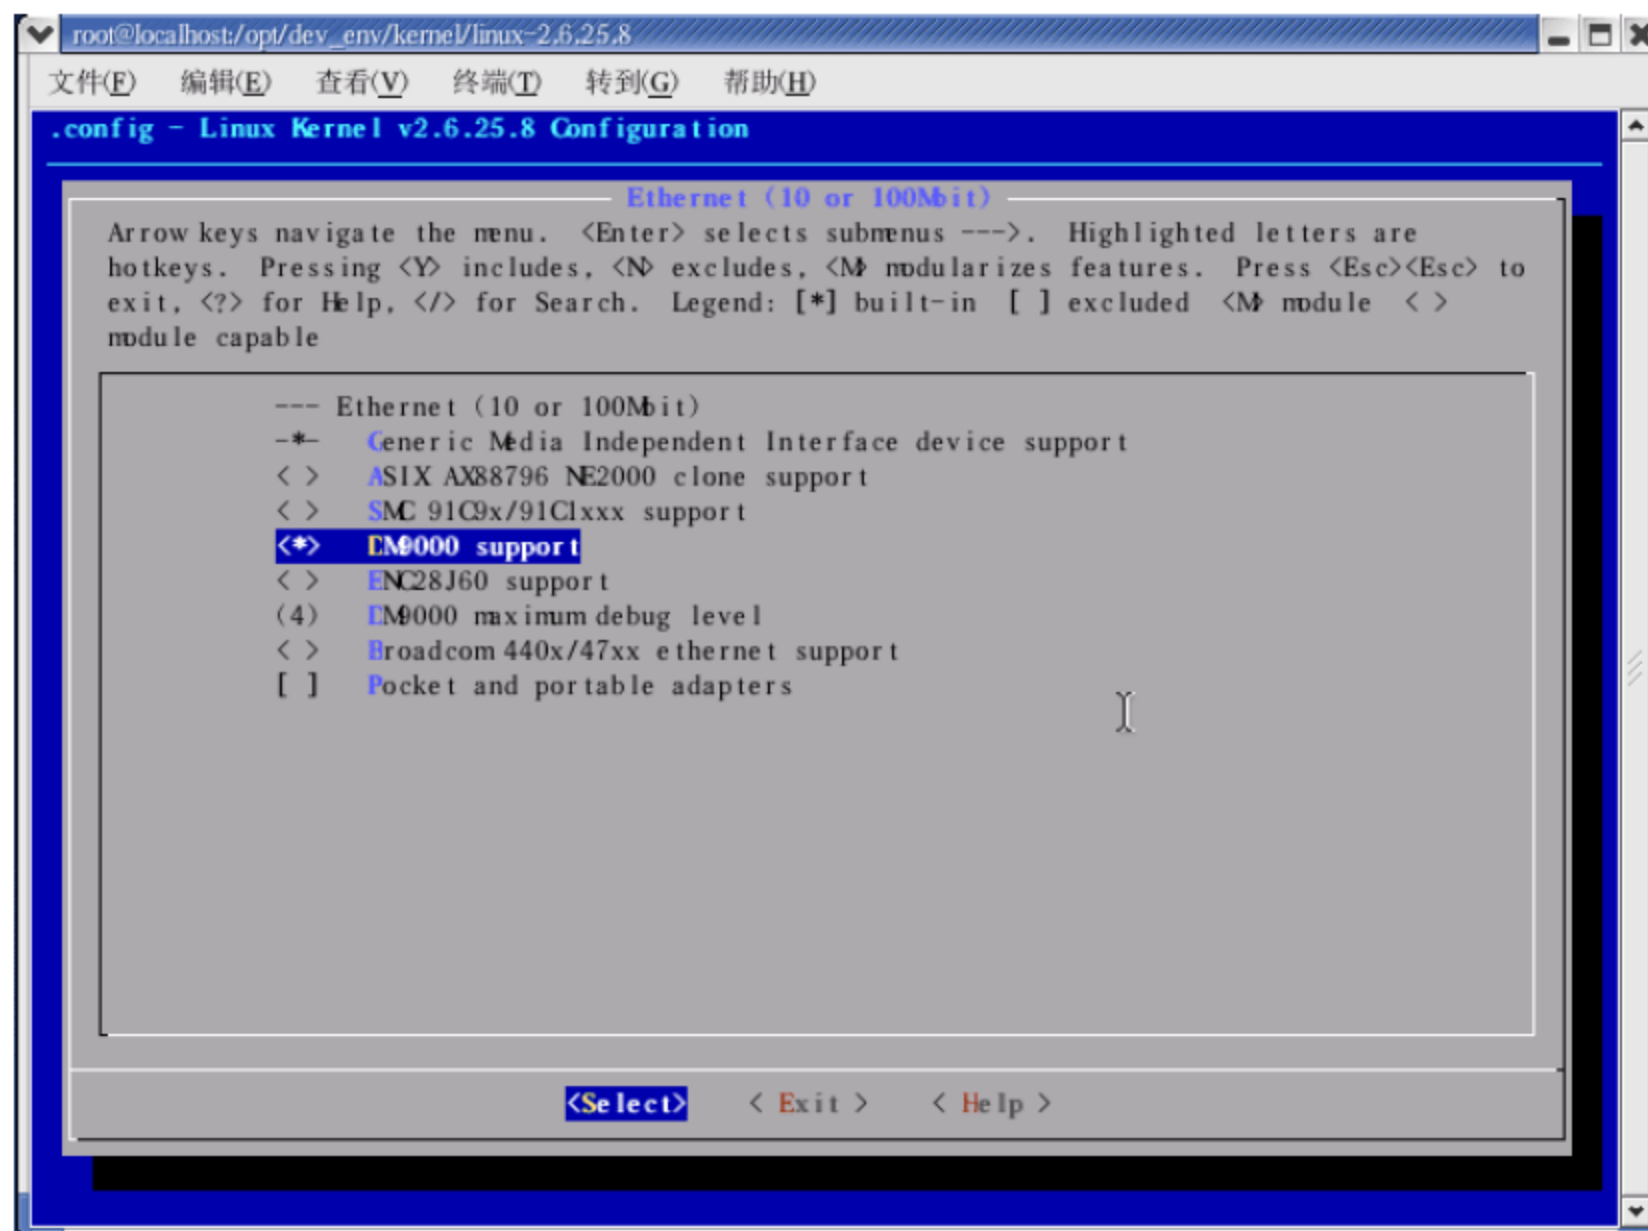 root@localhost:/opt/dev_env/kernel/linux-2.6.25.8
文件(F) 编辑(E) 查看(V) 终端(T) 转到(G) 帮助(H)
.config - Linux Kernel v2.6.25.8 Configuration
Ethernet (10 or 100Mbit)
Arrow keys navigate the menu. <Enter> selects submenus --->. Highlighted letters are
hotkeys. Pressing <Y> includes, <N> excludes, <M> modularizes features. Press <Esc><Esc> to
exit, <?> for Help, </> for Search. Legend: [*] built-in [ ] excluded <M> module < >
module capable
--- Ethernet (10 or 100Mbit)
-*- Generic Media Independent Interface device support
< > ASIX AX88796 NE2000 clone support
< > SMC 91C9x/91C1xxx support
<*> DM9000 support
< > ENC28J60 support
(4) DM9000 maximum debug level
< > Broadcom 440x/47xx ethernet support
[ ] Pocket and portable adapters
<Select> < Exit > < Help >